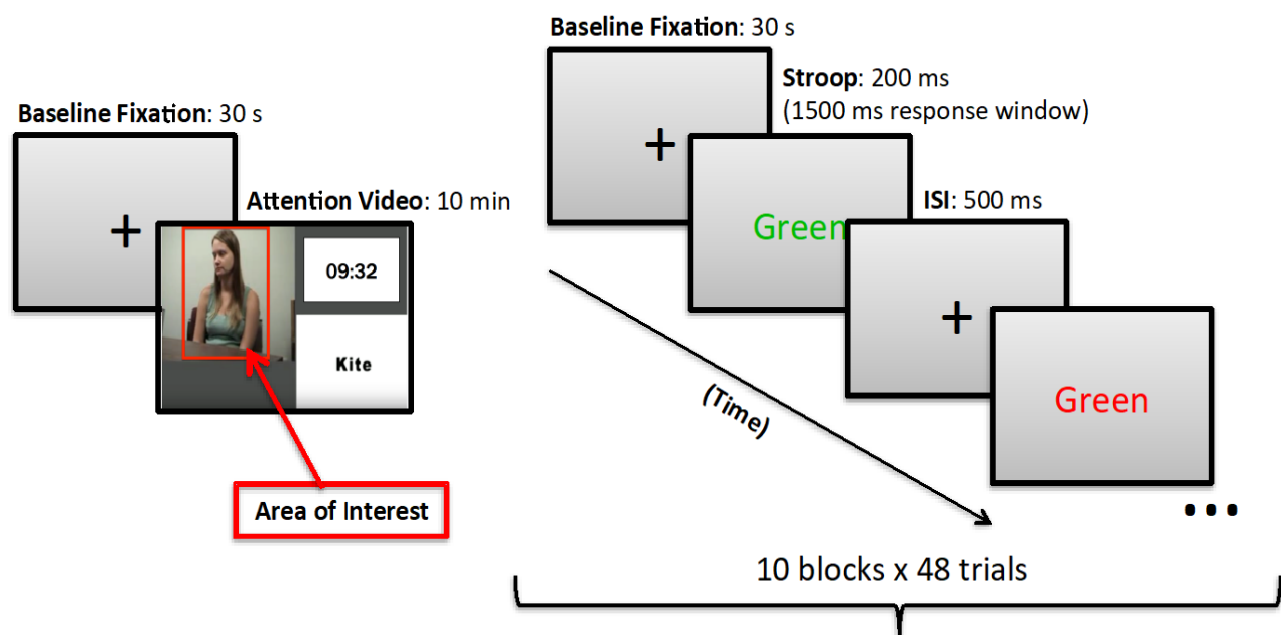 Baseline Fixation: 30 s
+
Attention Video: 10 min
09:32
Kite
Area of Interest
Baseline Fixation: 30 s
+
Stroop: 200 ms
(1500 ms response window)
Green
ISI: 500 ms
+
Green
(Time)
...
10 blocks x 48 trials